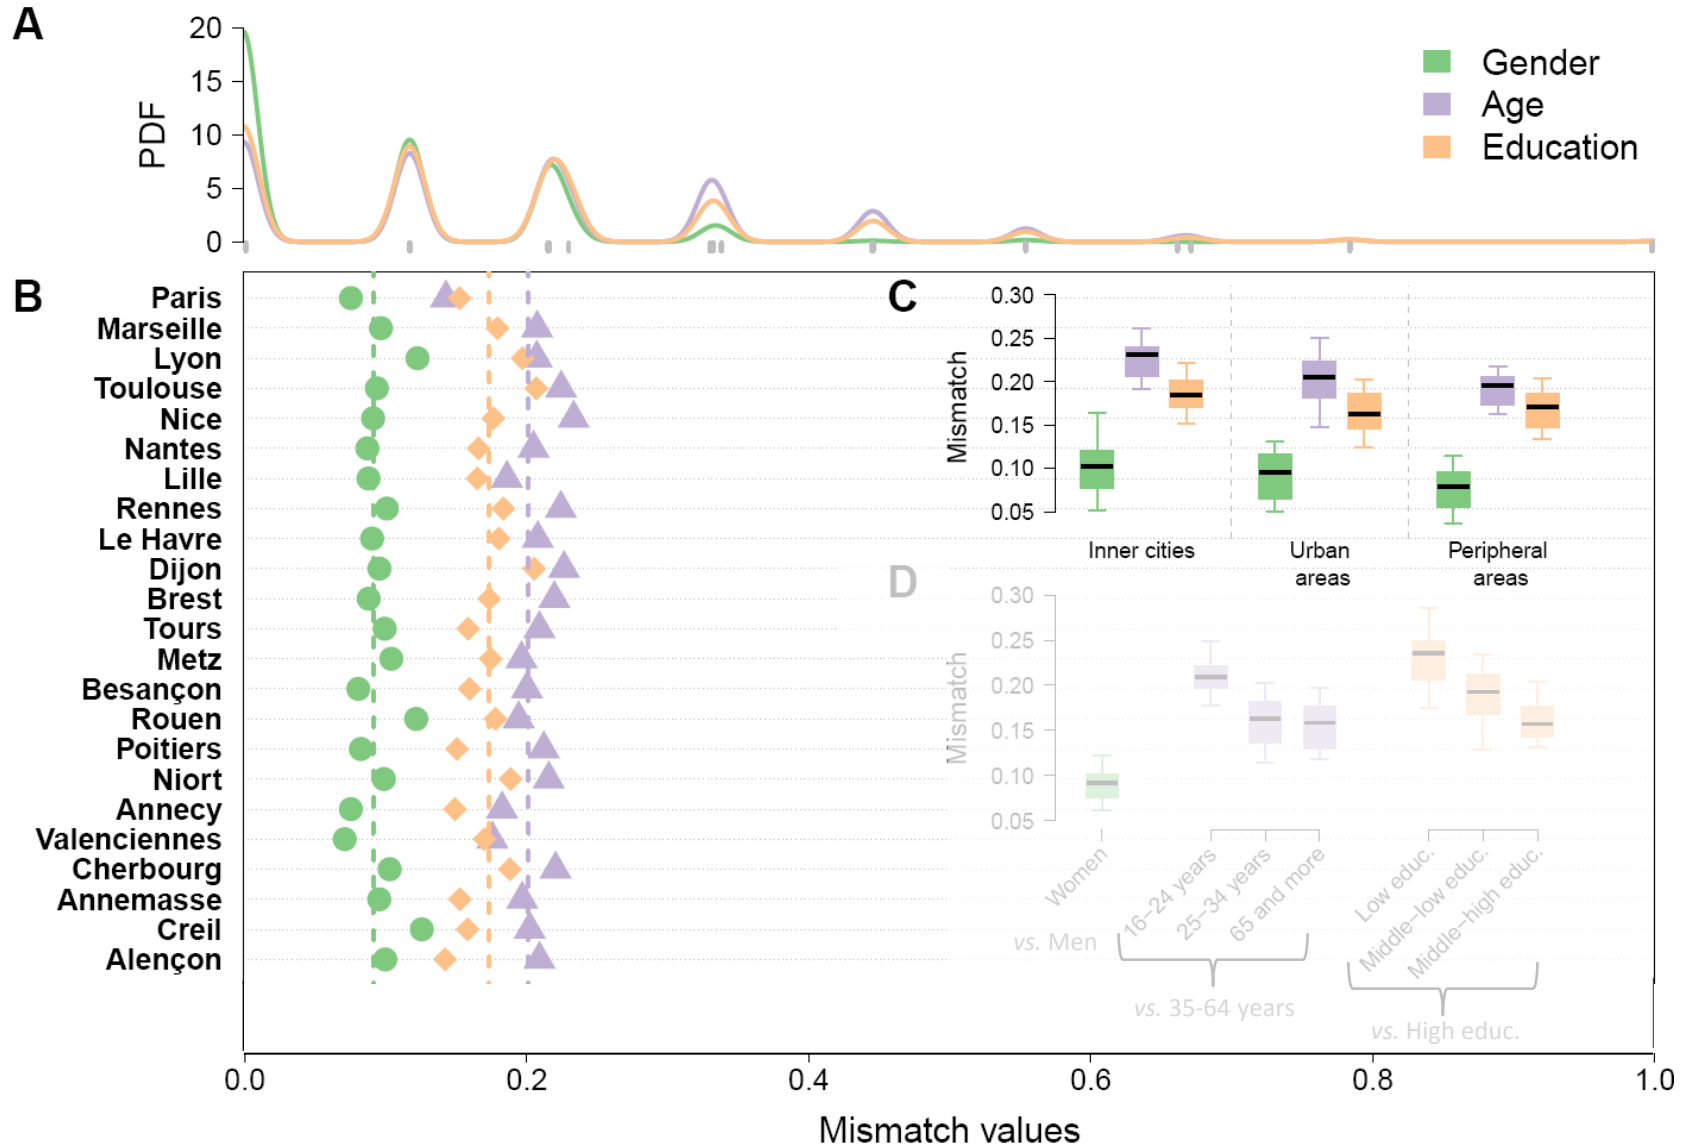 A
20
15
10
5
0
PDF
Gender
Age
Education
B
Paris
Marseille
Lyon
Toulouse
Nice
Nantes
Lille
Rennes
Le Havre
Dijon
Brest
Tours
Metz
Besançon
Rouen
Poitiers
Niort
Annecy
Valenciennes
Cherbourg
Annemasse
Creil
Alençon
C
0.30
0.25
0.20
0.15
0.10
0.05
Mismatch
Inner cities
Urban
areas
Peripheral
areas
D
0.30
0.25
0.20
0.15
0.10
0.05
Mismatch
Women
16−24 years
25−34 years
65 and more
Low educ.
Middle−low educ.
Middle−high educ.
vs. Men
vs. 35-64 years
vs. High educ.
0.0 0.2 0.4 0.6 0.8 1.0
Mismatch values